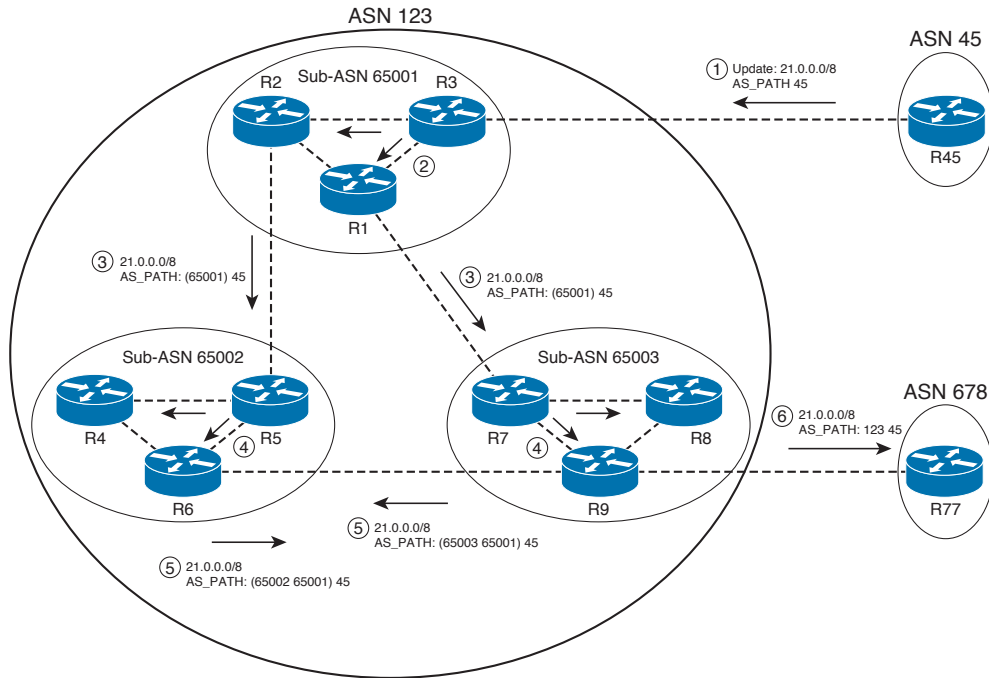 ASN 123
ASN 45
Sub-ASN 65001
R2
R3
① Update: 21.0.0.0/8
AS_PATH 45
②
R1
R45
③ 21.0.0.0/8
AS_PATH: (65001) 45
③ 21.0.0.0/8
AS_PATH: (65001) 45
Sub-ASN 65002
Sub-ASN 65003
ASN 678
R4
R5
④
R6
R7
④
R8
R9
⑥ 21.0.0.0/8
AS_PATH: 123 45
R77
⑤ 21.0.0.0/8
AS_PATH: (65003 65001) 45
⑤ 21.0.0.0/8
AS_PATH: (65002 65001) 45